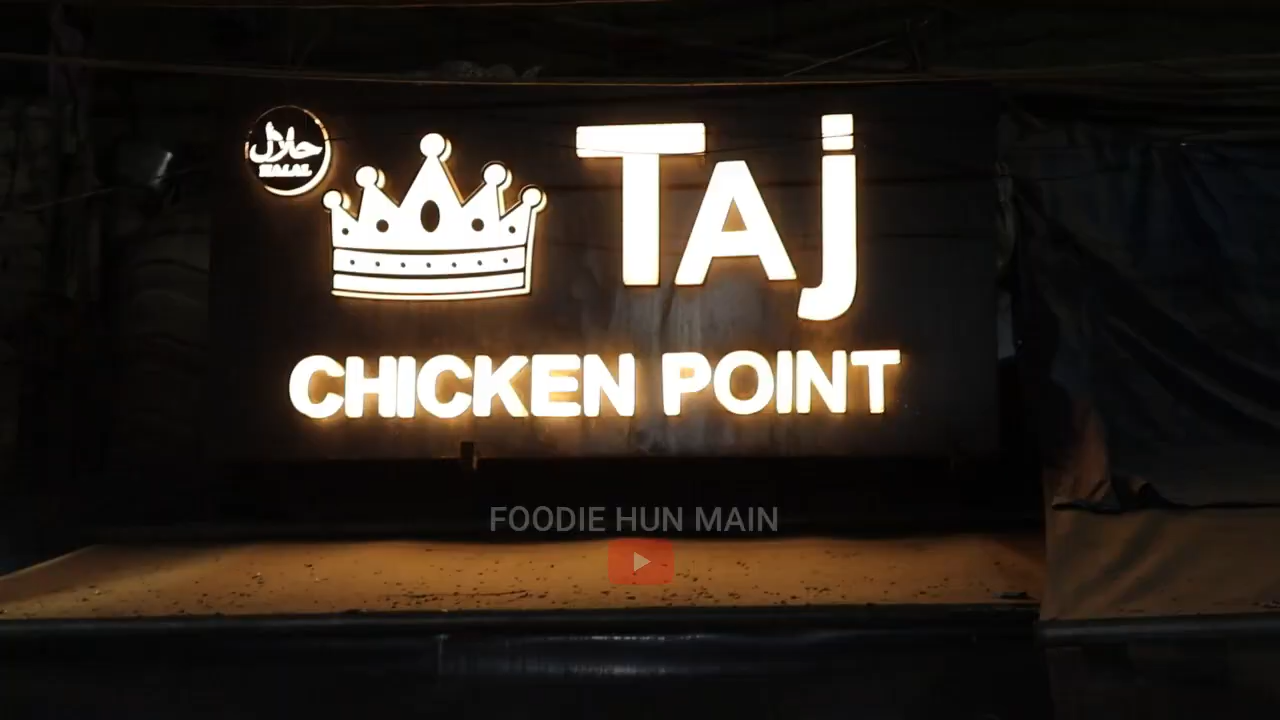 حلال
HALAL
TAJ
CHICKEN POINT
FOODIE HUN MAIN